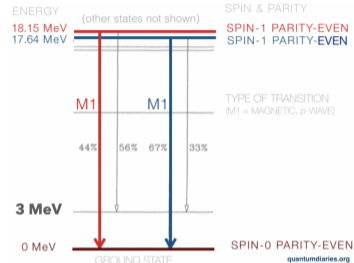 ENERGY
SPIN & PARITY
(other states not shown)
18.15 MeV
SPIN-1 PARITY-EVEN
17.64 MeV
SPIN-1 PARITY-EVEN
TYPE OF TRANSITION
(M1 = MAGNETIC, p-WAVE)
M1
M1
44%
56%
67%
33%
3 MeV
0 MeV
SPIN-0 PARITY-EVEN
GROUND STATE
quantumdiaries.org